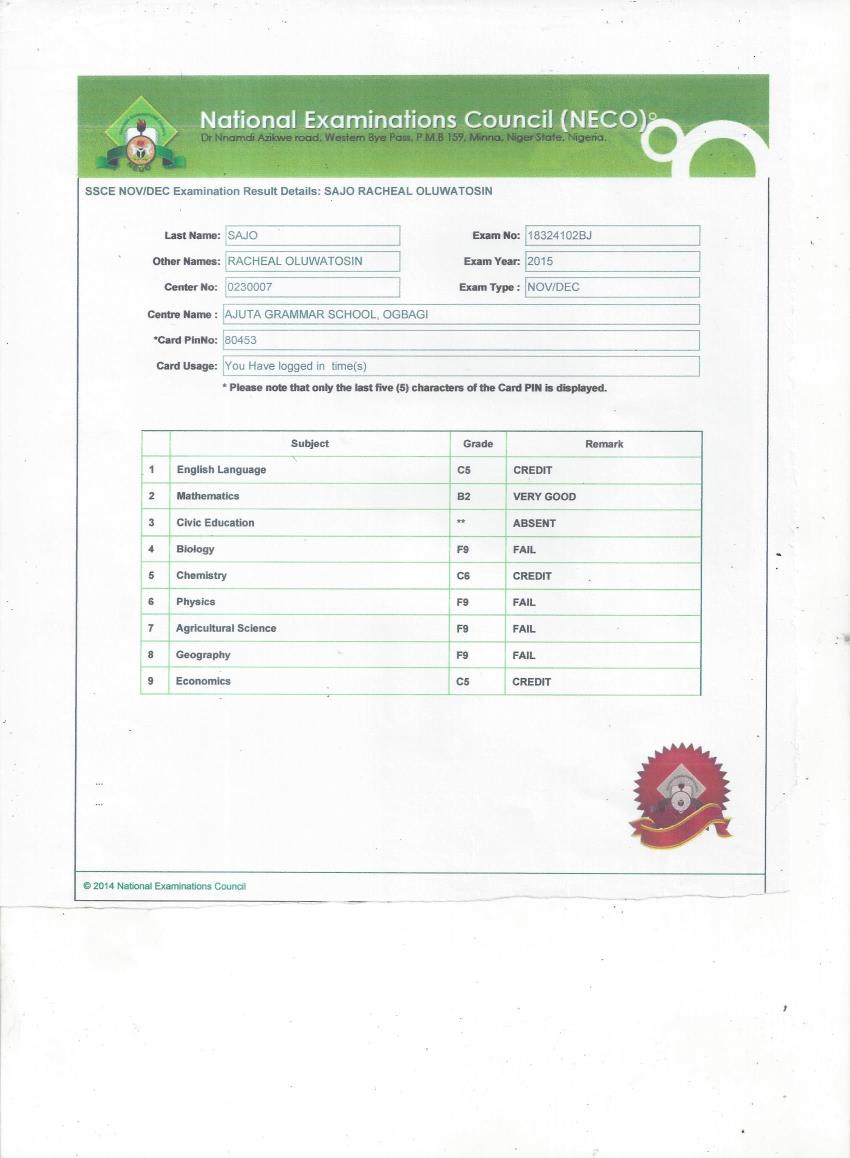 National Examinations Council (NECO)
Dr Nnamdi Azikwe road, Western Bye Pass, P.M.B 159, Minna, Niger State, Nigeria.
NECO
SSCE NOV/DEC Examination Result Details: SAJO RACHEAL OLUWATOSIN
Last Name: SAJO Exam No: 18324102BJ
Other Names: RACHEAL OLUWATOSIN Exam Year: 2015
Center No: 0230007 Exam Type : NOV/DEC
Centre Name : AJUTA GRAMMAR SCHOOL, OGBAGI
*Card PinNo: 80453
Card Usage: You Have logged in time(s)
* Please note that only the last five (5) characters of the Card PIN is displayed.
Subject Grade Remark
1 English Language C5 CREDIT
2 Mathematics B2 VERY GOOD
3 Civic Education ** ABSENT
4 Biology F9 FAIL
5 Chemistry C6 CREDIT
6 Physics F9 FAIL
7 Agricultural Science F9 FAIL
8 Geography F9 FAIL
9 Economics C5 CREDIT
...
...
© 2014 National Examinations Council